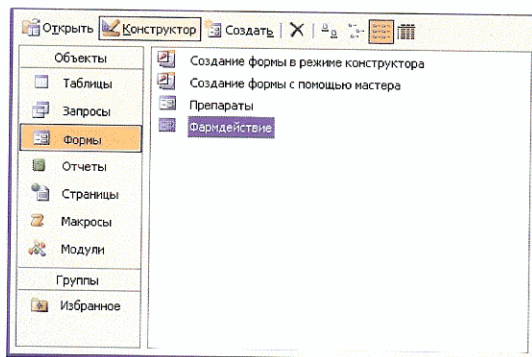 Открыть Конструктор Создать
Объекты
Таблицы
Запросы
Формы
Отчеты
Страницы
Макросы
Модули
Группы
Избранное
Создание формы в режиме конструктора
Создание формы с помощью мастера
Препараты
Фармдействие